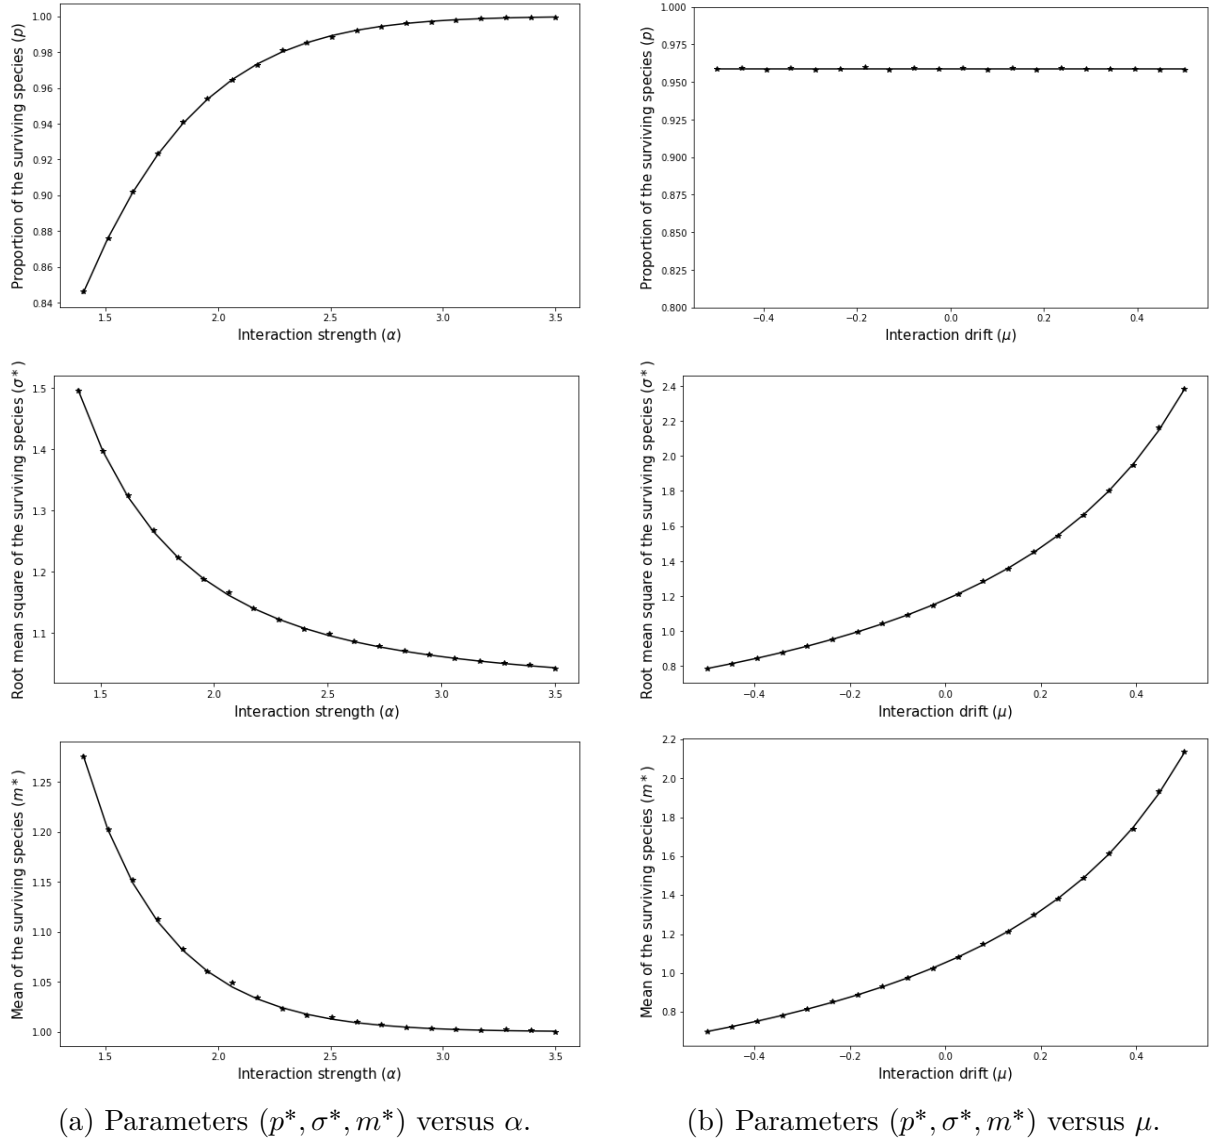 Proportion of the surviving species (p)
1.00
0.98
0.96
0.94
0.92
0.90
0.88
0.86
0.84
1.5 2.0 2.5 3.0 3.5
Interaction strength (α)
Proportion of the surviving species (p)
1.000
0.975
0.950
0.925
0.900
0.875
0.850
0.825
0.800
−0.4 −0.2 0.0 0.2 0.4
Interaction drift (μ)
Root mean square of the surviving species (σ*)
1.5
1.4
1.3
1.2
1.1
1.5 2.0 2.5 3.0 3.5
Interaction strength (α)
Root mean square of the surviving species (σ*)
2.4
2.2
2.0
1.8
1.6
1.4
1.2
1.0
0.8
−0.4 −0.2 0.0 0.2 0.4
Interaction drift (μ)
Mean of the surviving species (m*)
1.25
1.20
1.15
1.10
1.05
1.00
1.5 2.0 2.5 3.0 3.5
Interaction strength (α)
Mean of the surviving species (m*)
2.2
2.0
1.8
1.6
1.4
1.2
1.0
0.8
−0.4 −0.2 0.0 0.2 0.4
Interaction drift (μ)
(a) Parameters (p*, σ*, m*) versus α.
(b) Parameters (p*, σ*, m*) versus μ.